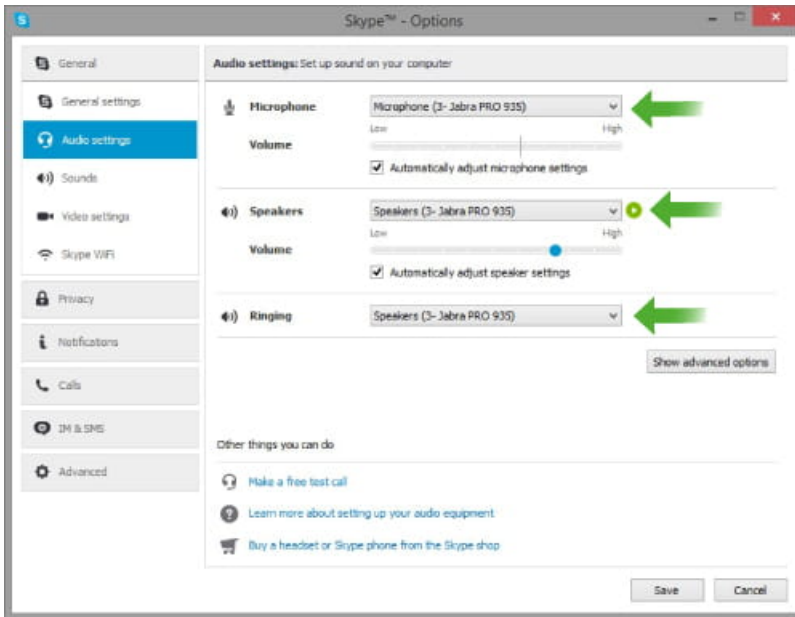 Skype™ - Options
General
General settings
Audio settings
Sounds
Video settings
Skype WiFi
Privacy
Notifications
Calls
IM & SMS
Advanced
Audio settings: Set up sound on your computer
Microphone
Microphone (3- Jabra PRO 935)
Low High
Volume
Automatically adjust microphone settings
Speakers
Speakers (3- Jabra PRO 935)
Low High
Volume
Automatically adjust speaker settings
Ringing
Speakers (3- Jabra PRO 935)
Show advanced options
Other things you can do
Make a free test call
Learn more about setting up your audio equipment
Buy a headset or Skype phone from the Skype shop
Save Cancel